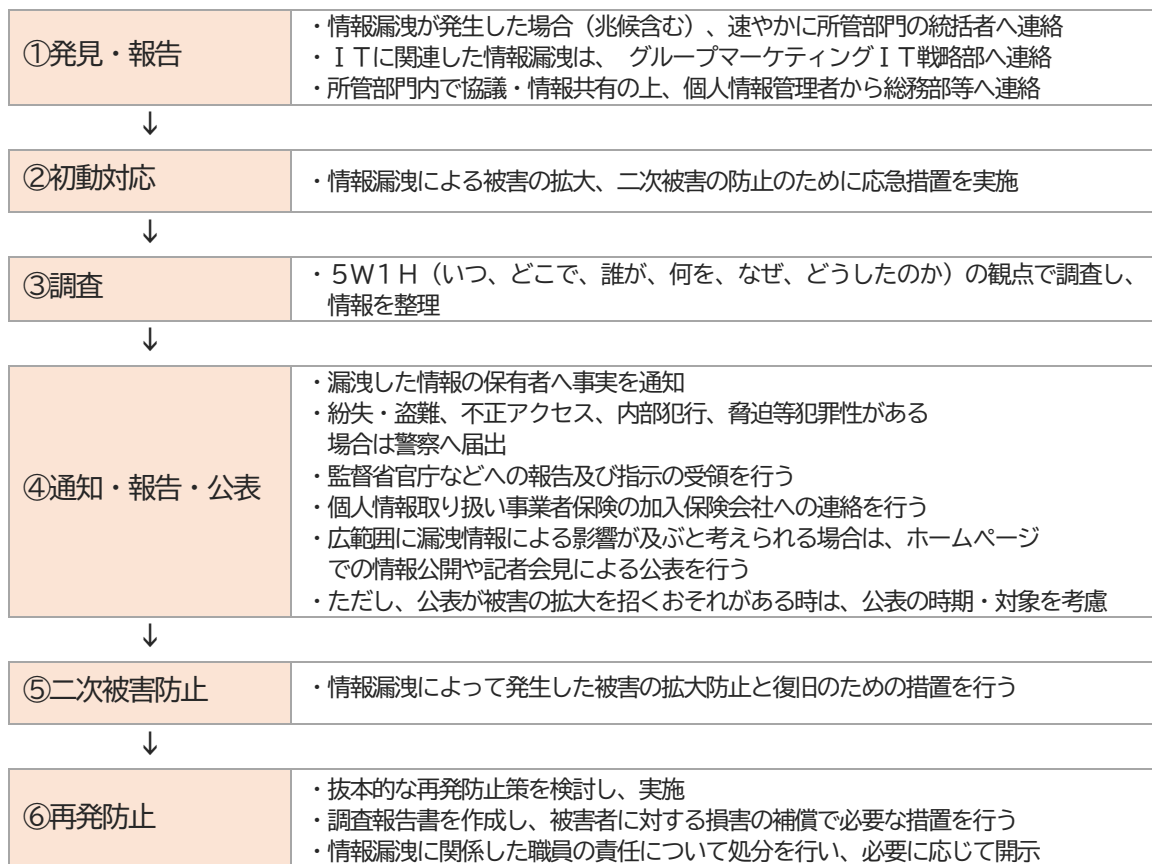 ①発見・報告
・情報漏洩が発生した場合（兆候含む）、速やかに所管部門の統括者へ連絡
・ＩＴに関連した情報漏洩は、 グループマーケティングＩＴ戦略部へ連絡
・所管部門内で協議・情報共有の上、個人情報管理者から総務部等へ連絡
↓
②初動対応
・情報漏洩による被害の拡大、二次被害の防止のために応急措置を実施
↓
③調査
・５Ｗ１Ｈ（いつ、どこで、誰が、何を、なぜ、どうしたのか）の観点で調査し、
情報を整理
↓
④通知・報告・公表
・漏洩した情報の保有者へ事実を通知
・紛失・盗難、不正アクセス、内部犯行、脅迫等犯罪性がある
場合は警察へ届出
・監督省官庁などへの報告及び指示の受領を行う
・個人情報取り扱い事業者保険の加入保険会社への連絡を行う
・広範囲に漏洩情報による影響が及ぶと考えられる場合は、ホームページ
での情報公開や記者会見による公表を行う
・ただし、公表が被害の拡大を招くおそれがある時は、公表の時期・対象を考慮
↓
⑤二次被害防止
・情報漏洩によって発生した被害の拡大防止と復旧のための措置を行う
↓
⑥再発防止
・抜本的な再発防止策を検討し、実施
・調査報告書を作成し、被害者に対する損害の補償で必要な措置を行う
・情報漏洩に関係した職員の責任について処分を行い、必要に応じて開示